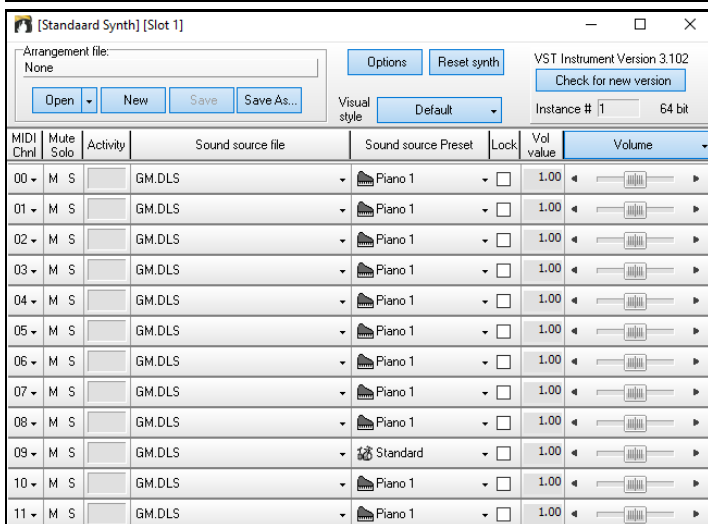 [Standaard Synth] [Slot 1]
Arrangement file:
None
Options Reset synth
VST Instrument Version 3.102
Check for new version
Open New Save Save As...
Visual style Default
Instance # 1 64 bit
MIDI Chnl Mute Solo Activity Sound source file Sound source Preset Lock Vol value Volume
00 M S GM.DLS Piano 1 1.00
01 M S GM.DLS Piano 1 1.00
02 M S GM.DLS Piano 1 1.00
03 M S GM.DLS Piano 1 1.00
04 M S GM.DLS Piano 1 1.00
05 M S GM.DLS Piano 1 1.00
06 M S GM.DLS Piano 1 1.00
07 M S GM.DLS Piano 1 1.00
08 M S GM.DLS Piano 1 1.00
09 M S GM.DLS Standard 1.00
10 M S GM.DLS Piano 1 1.00
11 M S GM.DLS Piano 1 1.00